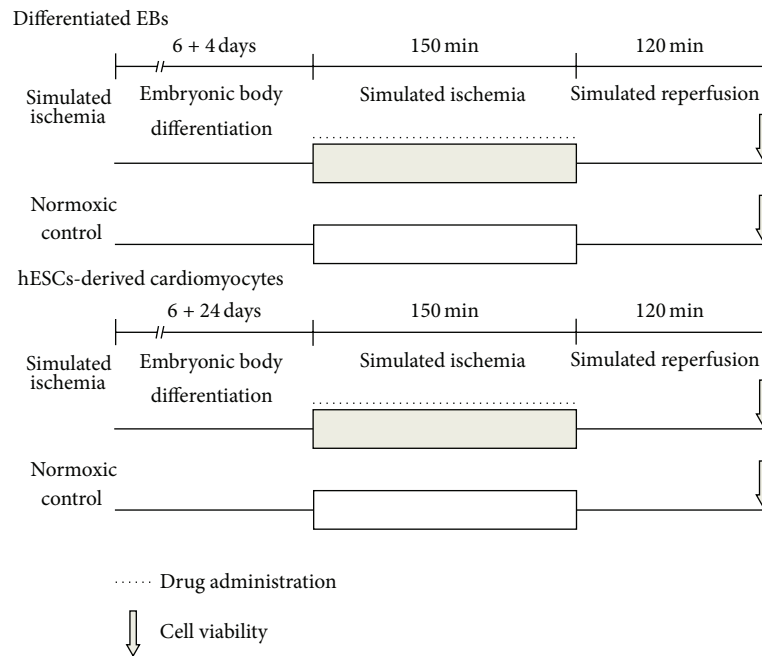 Differentiated EBs
6 + 4 days 150 min 120 min
Simulated ischemia
Embryonic body differentiation
Simulated ischemia
Simulated reperfusion
Normoxic control
hESCs-derived cardiomyocytes
6 + 24 days 150 min 120 min
Simulated ischemia
Embryonic body differentiation
Simulated ischemia
Simulated reperfusion
Normoxic control
Drug administration
Cell viability